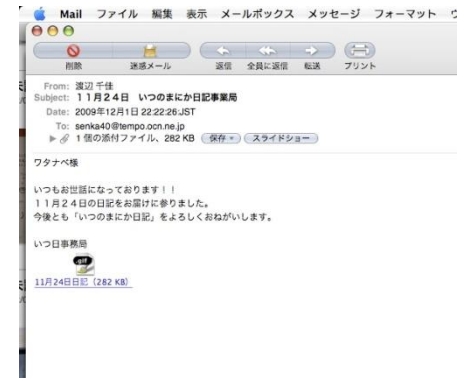 Mail ファイル 編集 表示 メールボックス メッセージ フォーマット
削除 迷惑メール 返信 全員に返信 転送 プリント
From: 渡辺 千佳
Subject: 11月24日 いつのまにか日記事業局
Date: 2009年12月1日 22:22:26:JST
To: senka40@tempo.ocn.ne.jp
1 個の添付ファイル、282 KB 保存 スライドショー
ワタナベ様
いつもお世話になっております!!
11月24日の日記をお届けに参りました。
今後とも「いつのまにか日記」をよろしくおねがいします。
いつ日事務局
.gif
11月24日日記(282 KB)